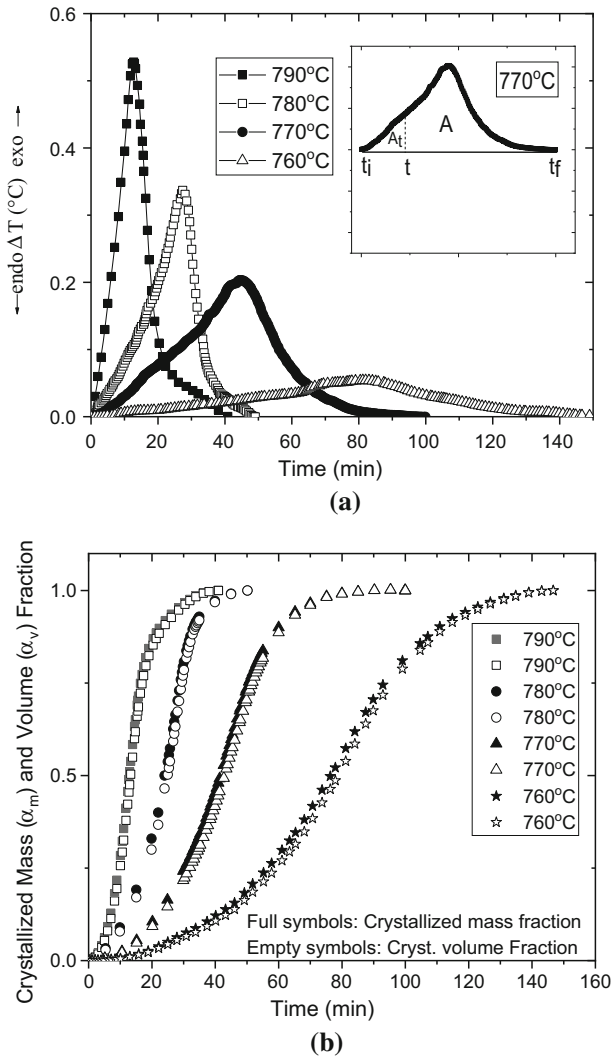 a
←endo ΔT (°C) exo →
0.6
0.4
0.2
0.0
790°C
780°C
770°C
760°C
770°C
A
At
ti
t
tf
0 20 40 60 80 100 120 140
Time (min)
(a)
Crystallized Mass (αm) and Volume (αv) Fraction
1.0
0.5
0.0
790°C
790°C
780°C
780°C
770°C
770°C
760°C
760°C
Full symbols: Crystallized mass fraction
Empty symbols: Cryst. volume Fraction
0 20 40 60 80 100 120 140 160
Time (min)
(b)